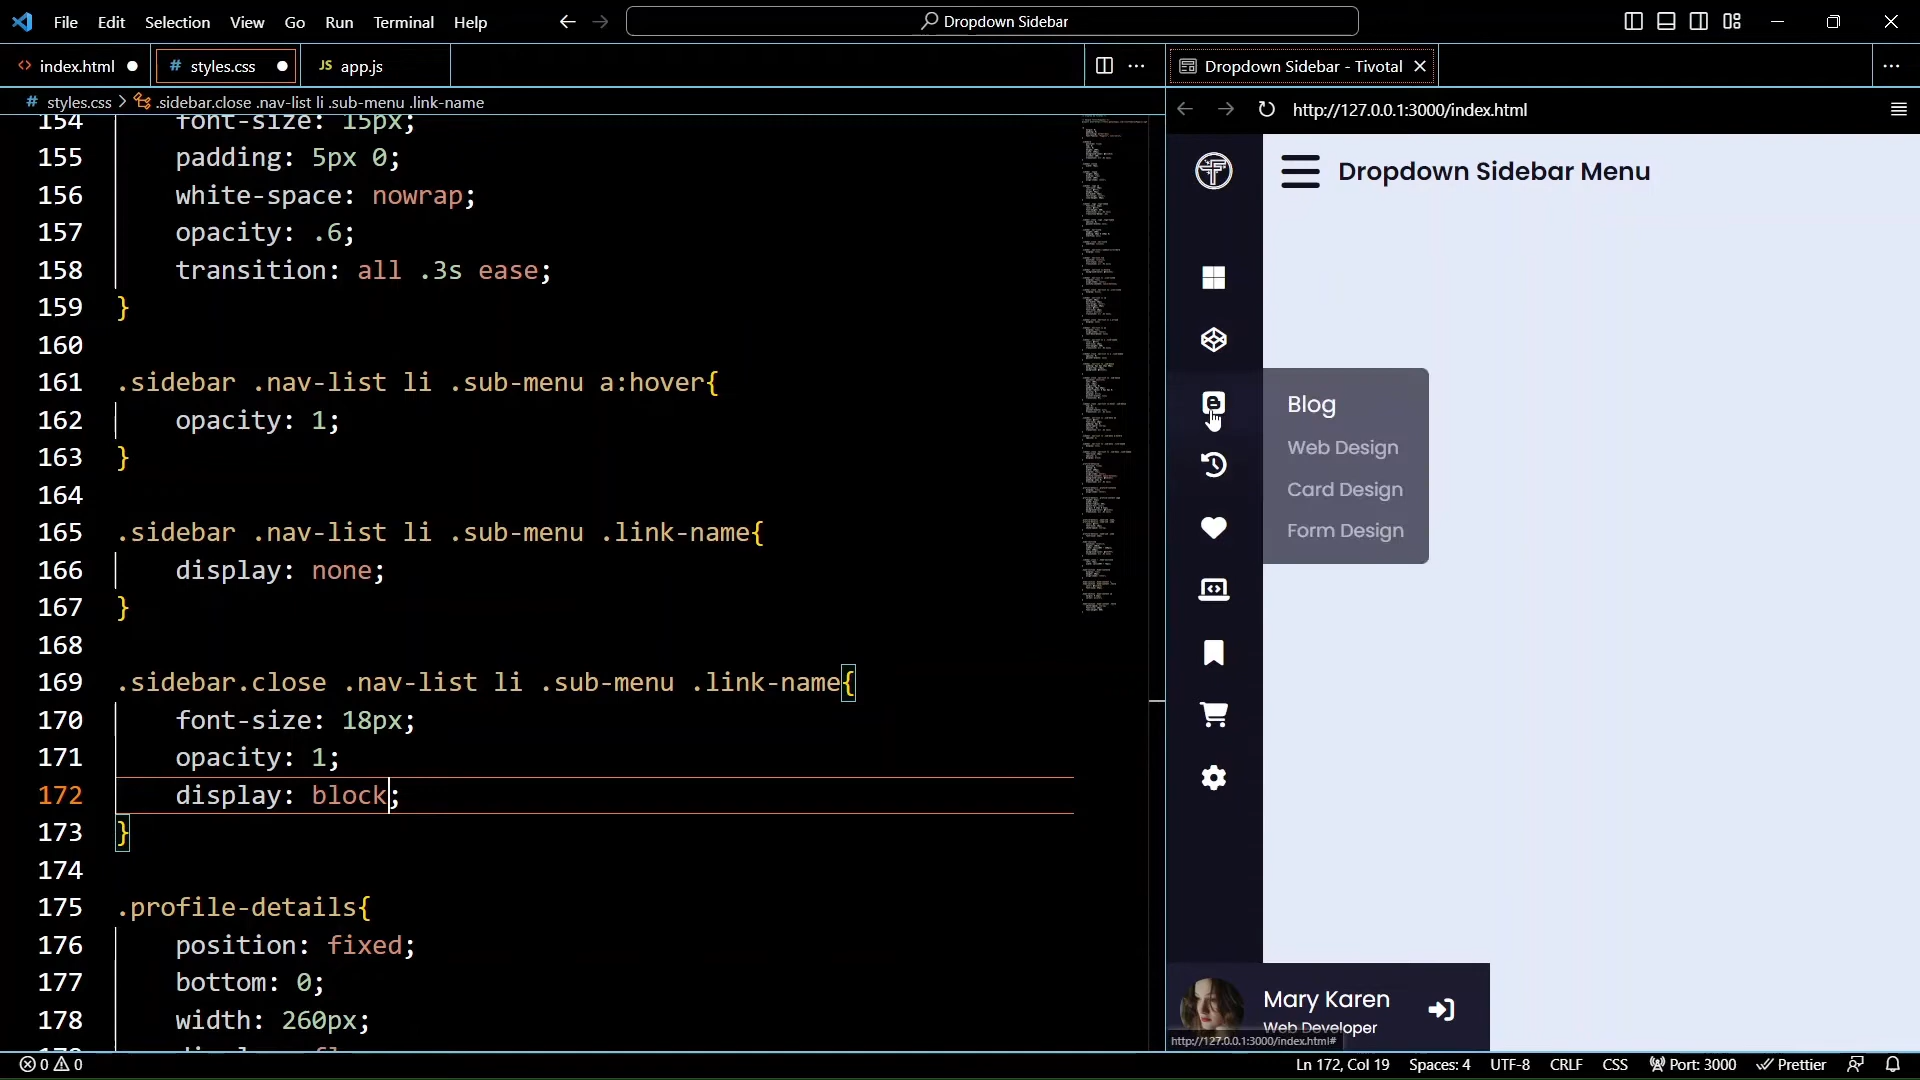 File Edit Selection View Go Run Terminal Help
Dropdown Sidebar
index.html
# styles.css
JS app.js
Dropdown Sidebar - Tivotal
# styles.css > .sidebar.close .nav-list li .sub-menu .link-name
http://127.0.0.1:3000/index.html
154 font-size: 15px;
155 padding: 5px 0;
156 white-space: nowrap;
157 opacity: .6;
158 transition: all .3s ease;
159 }
160
161 .sidebar .nav-list li .sub-menu a:hover{
162 opacity: 1;
163 }
164
165 .sidebar .nav-list li .sub-menu .link-name{
166 display: none;
167 }
168
169 .sidebar.close .nav-list li .sub-menu .link-name{
170 font-size: 18px;
171 opacity: 1;
172 display: block;
173 }
174
175 .profile-details{
176 position: fixed;
177 bottom: 0;
178 width: 260px;
Dropdown Sidebar Menu
Blog
Web Design
Card Design
Form Design
Mary Karen
Web Developer
http://127.0.0.1:3000/index.html#
0 0
Ln 172, Col 19 Spaces: 4 UTF-8 CRLF CSS Port: 3000 Prettier